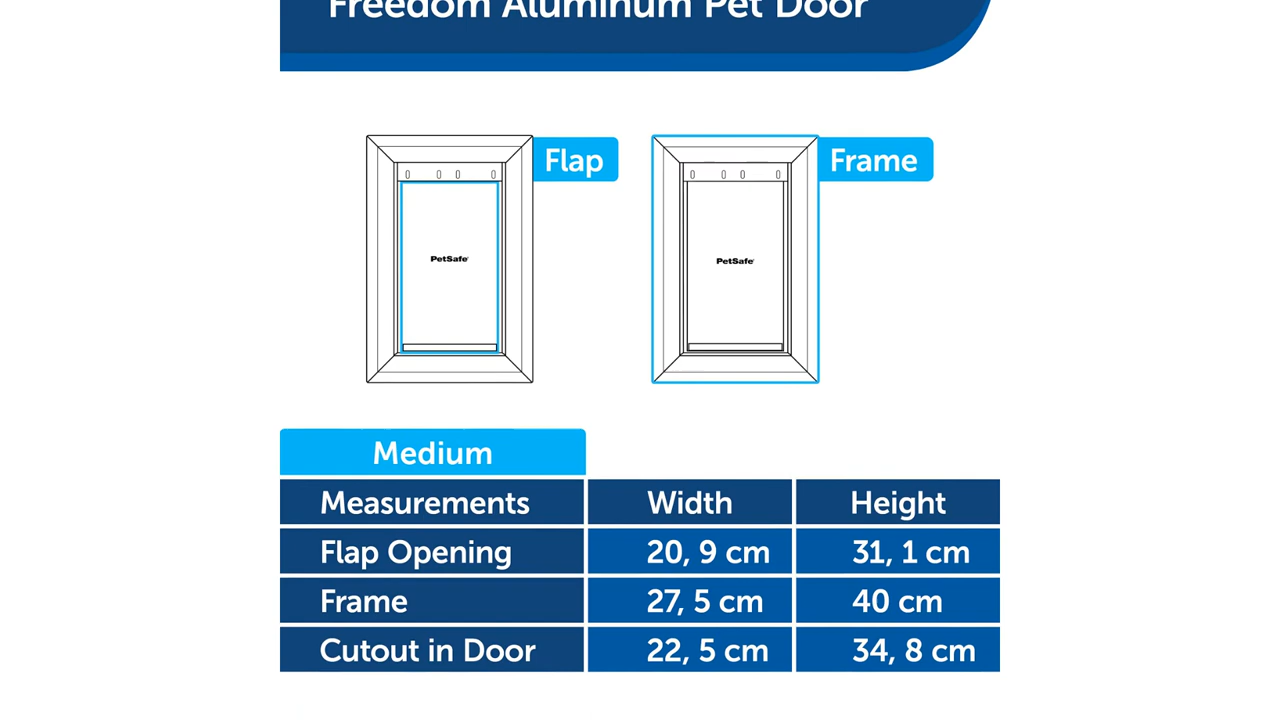 Freedom Aluminum Pet Door
Flap
Frame
PetSafe
PetSafe
Medium
Measurements Width Height
Flap Opening 20, 9 cm 31, 1 cm
Frame 27, 5 cm 40 cm
Cutout in Door 22, 5 cm 34, 8 cm